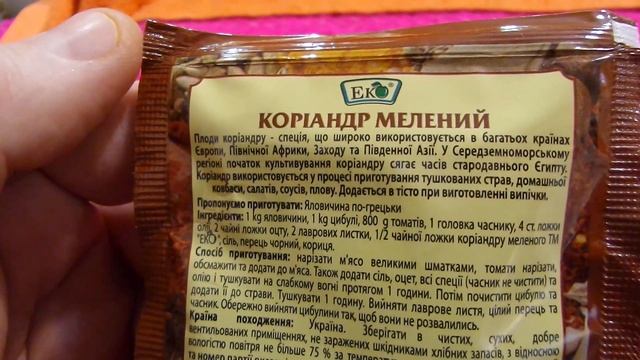 ЕКО
КОРІАНДР МЕЛЕНИЙ
Плоди коріандру - спеція, що широко використовується в багатьох країнах
Європи, Північної Африки, Заходу та Південної Азії. У Середземноморському
регіоні початок культивування коріандру сягає часів стародавнього Єгипту.
Коріандр використовується у процесі приготування тушкованих страв, домашньої
ковбаси, салатів, соусів, плову. Додається в тісто при виготовленні випічки.
Пропонуємо приготувати: Яловичина по-грецьки
Інгредієнти: 1 kg яловичини, 1 kg цибулі, 800 g томатів, 1 головка часнику, 4 ст. ложки
олії, 2 чайні ложки оцту, 2 лаврових листки, 1/2 чайної ложки коріандру меленого ТМ
"ЕКО", сіль, перець чорний, кориця.
Спосіб приготування: нарізати м'ясо великими шматками, томати нарізати,
обсмажити та додати до м'яса. Також додати сіль, оцет, всі спеції (часник не чистити) та
олію і тушкувати на слабкому вогні протягом 1 години. Потім почистити цибулю та
додати її до страви. Тушкувати 1 годину. Вийняти лаврове листя, цілий перець та
часник. Обережно вийняти цибулини так, щоб вони не розвалились.
Країна походження: Україна. Зберігати в чистих, сухих, добре
вентильованих приміщеннях, не заражених шкідниками хлібних запасів, з відносною
вологістю повітря не більше 75 % за
та номер партії